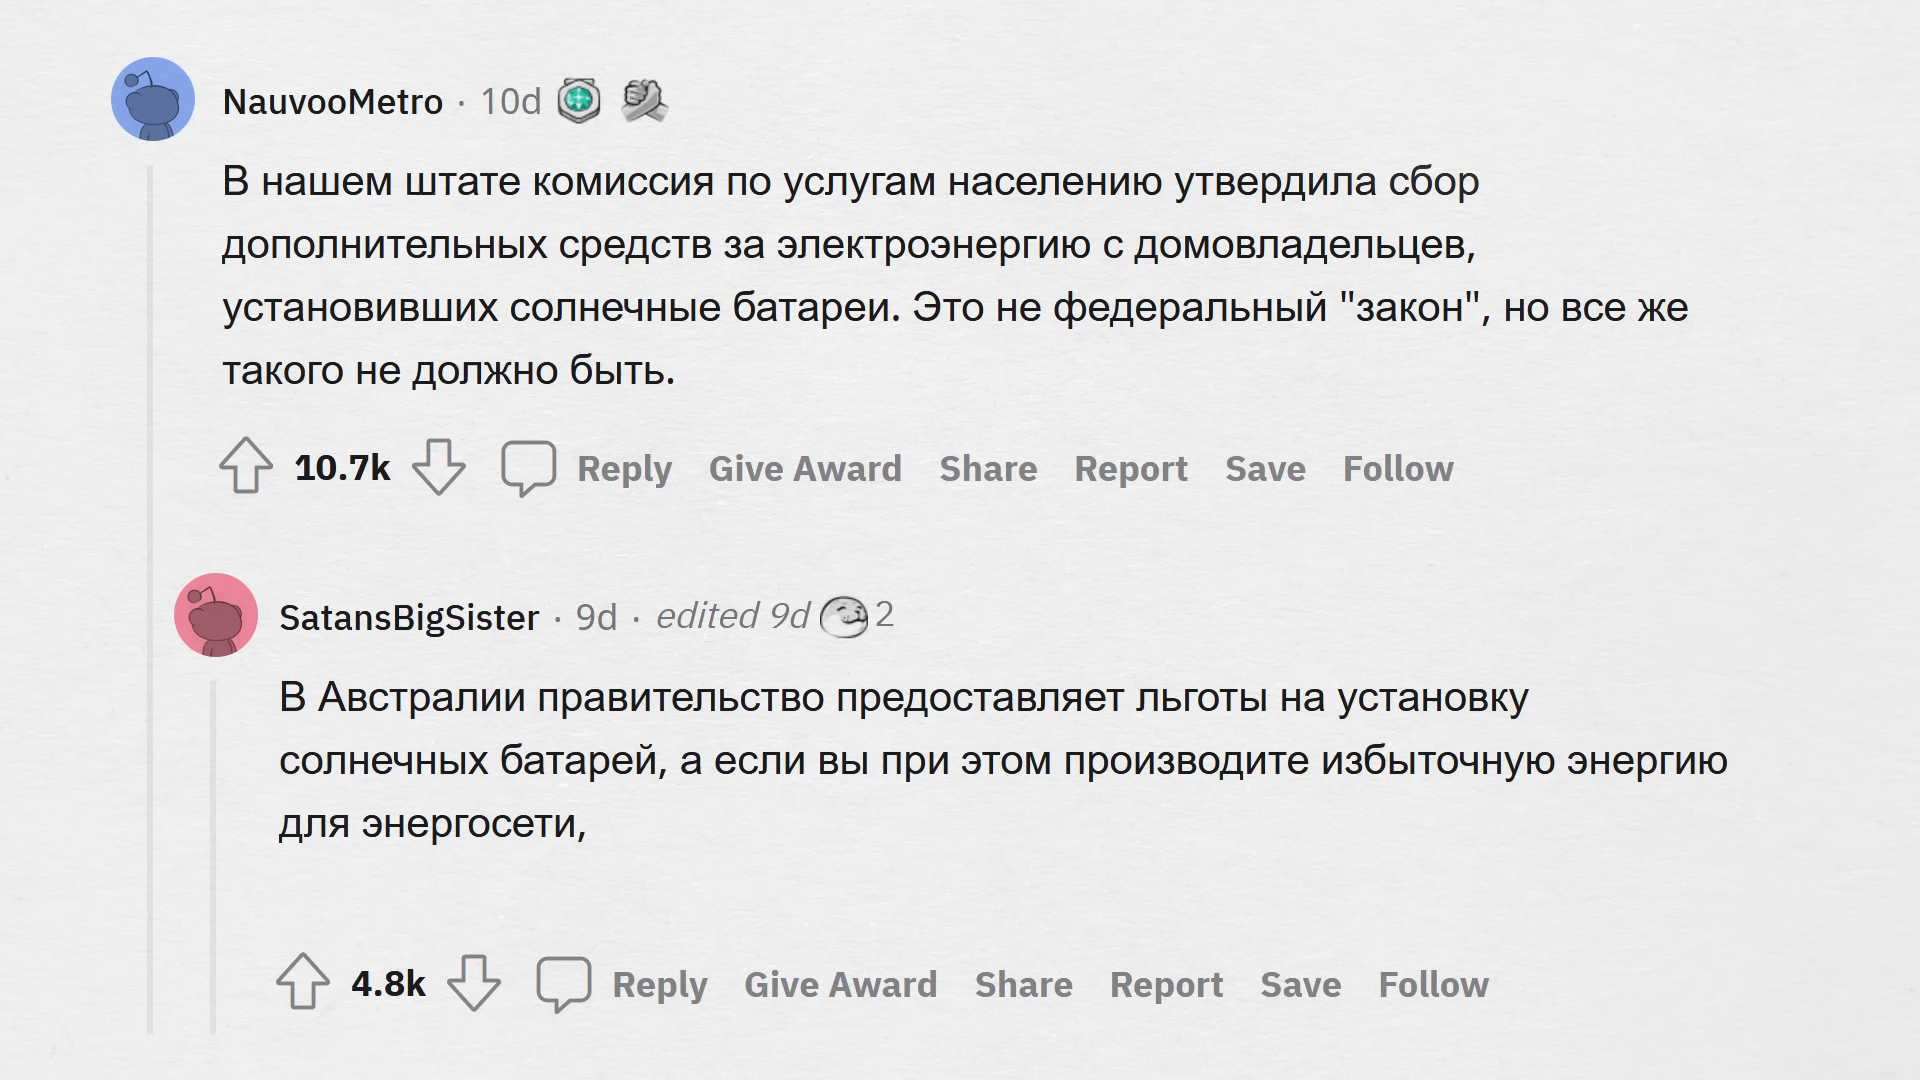 NauvooMetro · 10d
В нашем штате комиссия по услугам населению утвердила сбор
дополнительных средств за электроэнергию с домовладельцев,
установивших солнечные батареи. Это не федеральный "закон", но все же
такого не должно быть.
10.7k Reply Give Award Share Report Save Follow
SatansBigSister · 9d · edited 9d 2
В Австралии правительство предоставляет льготы на установку
солнечных батарей, а если вы при этом производите избыточную энергию
для энергосети,
4.8k Reply Give Award Share Report Save Follow